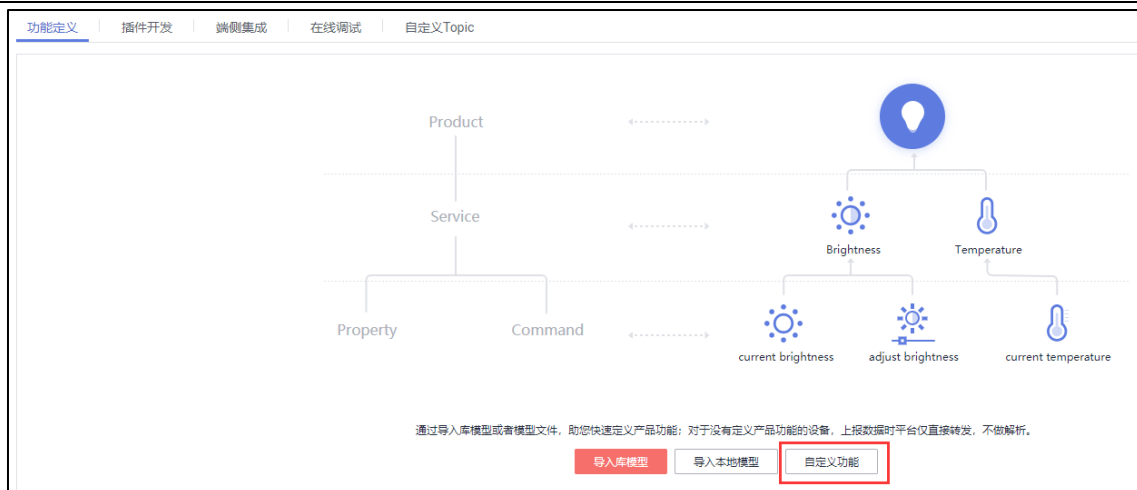 功能定义 插件开发 端侧集成 在线调试 自定义Topic
Product
Service
Brightness Temperature
Property Command
current brightness adjust brightness current temperature
通过导入库模型或者模型文件，助您快速定义产品功能；对于没有定义产品功能的设备，上报数据时平台仅直接转发，不做解析。
导入库模型 导入本地模型 自定义功能